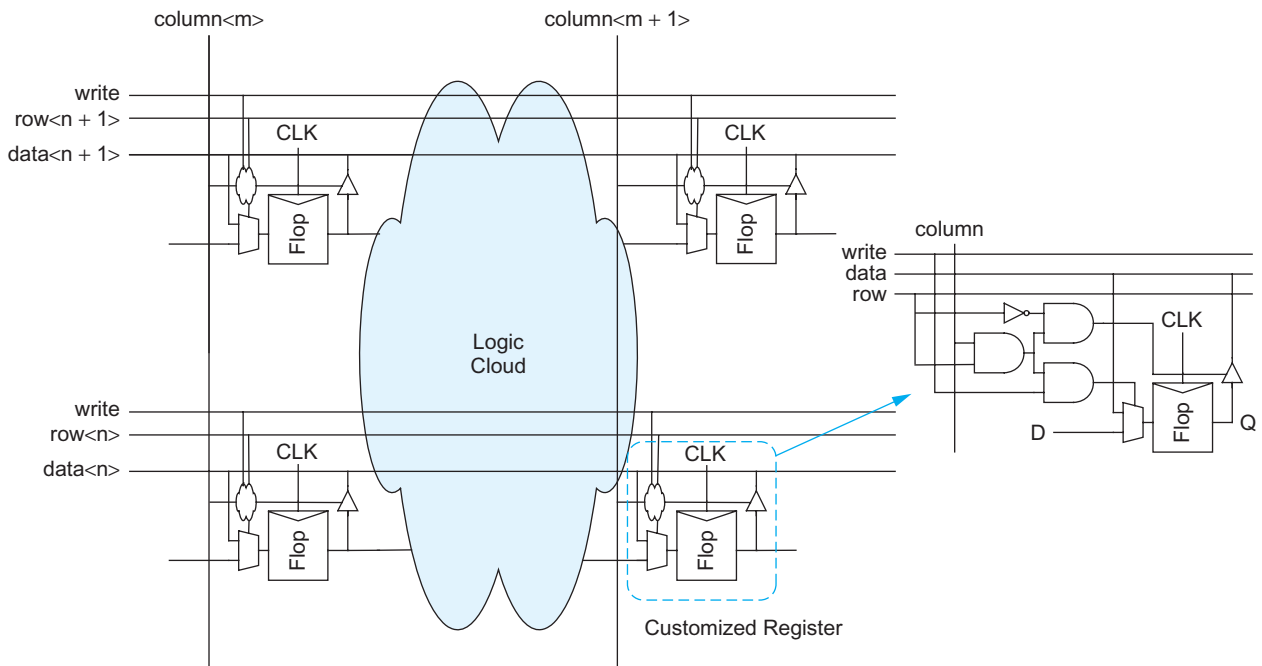 column<m>
column<m + 1>
write
row<n + 1>
data<n + 1>
CLK
CLK
Flop
Flop
Logic
Cloud
write
row<n>
data<n>
CLK
CLK
Flop
Flop
Customized Register
column
write
data
row
CLK
D
Flop
Q